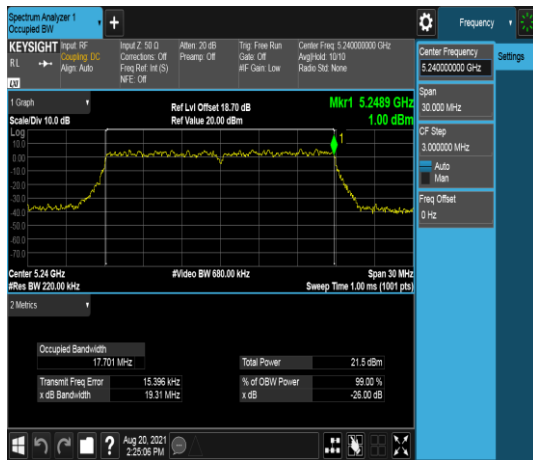 Spectrum Analyzer 1
Occupied BW
Frequency
KEYSIGHT Input: RF Input Z: 50 Ω Atten: 20 dB Trig: Free Run Center Freq: 5.240000000 GHz
RL Coupling: DC Corrections: Off Preamp: Off Gate: Off Avg|Hold: 10/10
Align: Auto Freq Ref: Int (S) #IF Gain: Low Radio Std: None
LXI NFE: Off
Center Frequency
5.240000000 GHz
Settings
Span
30.000 MHz
CF Step
3.000000 MHz
Auto
Man
Freq Offset
0 Hz
1 Graph
Ref Lvl Offset 18.70 dB Mkr1 5.2489 GHz
Scale/Div 10.0 dB Ref Value 20.00 dBm 1.00 dBm
Log
10.0
0.00
-10.0
-20.0
-30.0
-40.0
-50.0
-60.0
-70.0
1
Center 5.24 GHz #Video BW 680.00 kHz Span 30 MHz
#Res BW 220.00 kHz Sweep Time 1.00 ms (1001 pts)
2 Metrics
Occupied Bandwidth
17.701 MHz Total Power 21.5 dBm
Transmit Freq Error 15.396 kHz % of OBW Power 99.00 %
x dB Bandwidth 19.31 MHz x dB -26.00 dB
Aug 20, 2021
2:25:06 PM